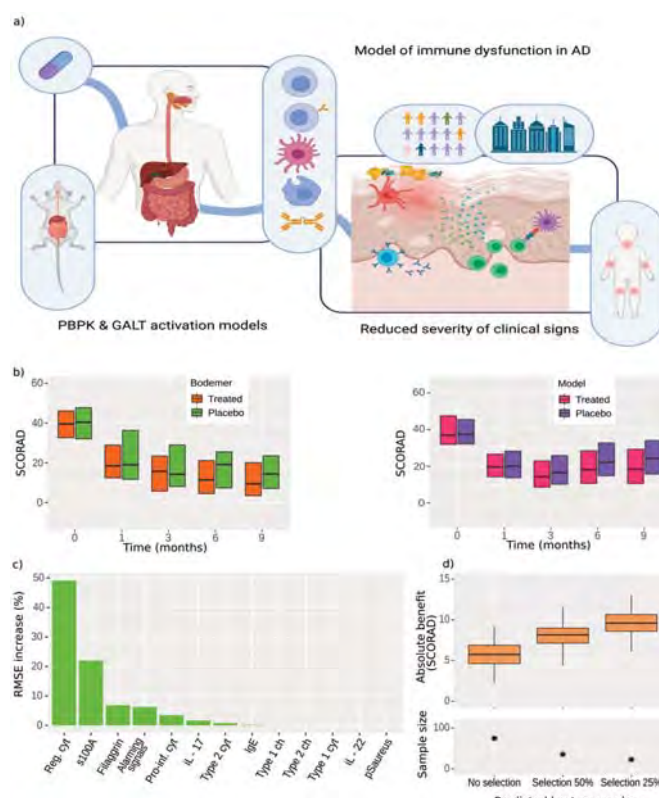 a)
Model of immune dysfunction in AD
PBPK & GALT activation models
Reduced severity of clinical signs
b)
Bodemer
Treated
Placebo
SCORAD
60
40
20
0
0 1 3 6 9
Time (months)
Model
Treated
Placebo
SCORAD
60
40
20
0
0 1 3 6 9
Time (months)
c)
RMSE increase (%)
50
40
30
20
10
0
Reg. cyt
s100A
Filaggrin
Alarming
signals
Pro-inf. cyt
iL - 17
Type 2 cyt
IgE
Type 1 ch
Type 2 ch
Type 1 cyt
iL - 22
pSaureus
d)
Absolute benefit
(SCORAD)
15
10
5
0
Sample size
100
0
No selection Selection 50% Selection 25%